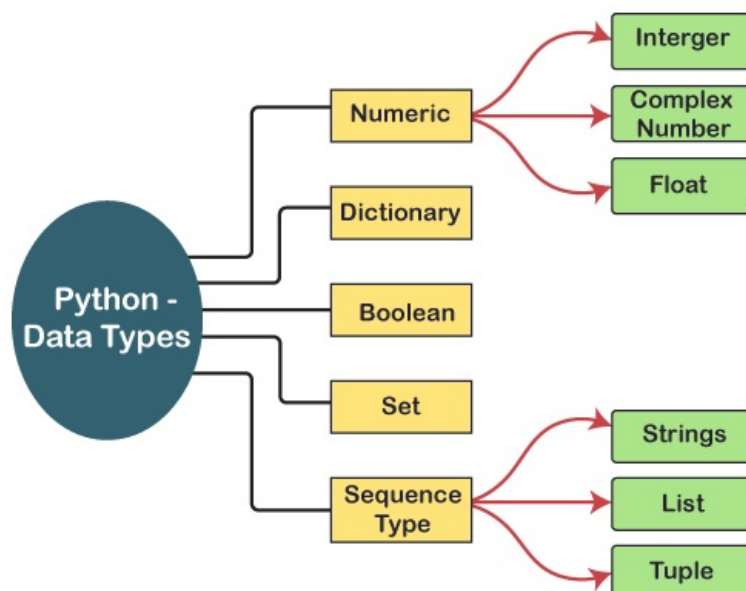 Python -
Data Types
Numeric
Dictionary
Boolean
Set
Sequence
Type
Interger
Complex
Number
Float
Strings
List
Tuple